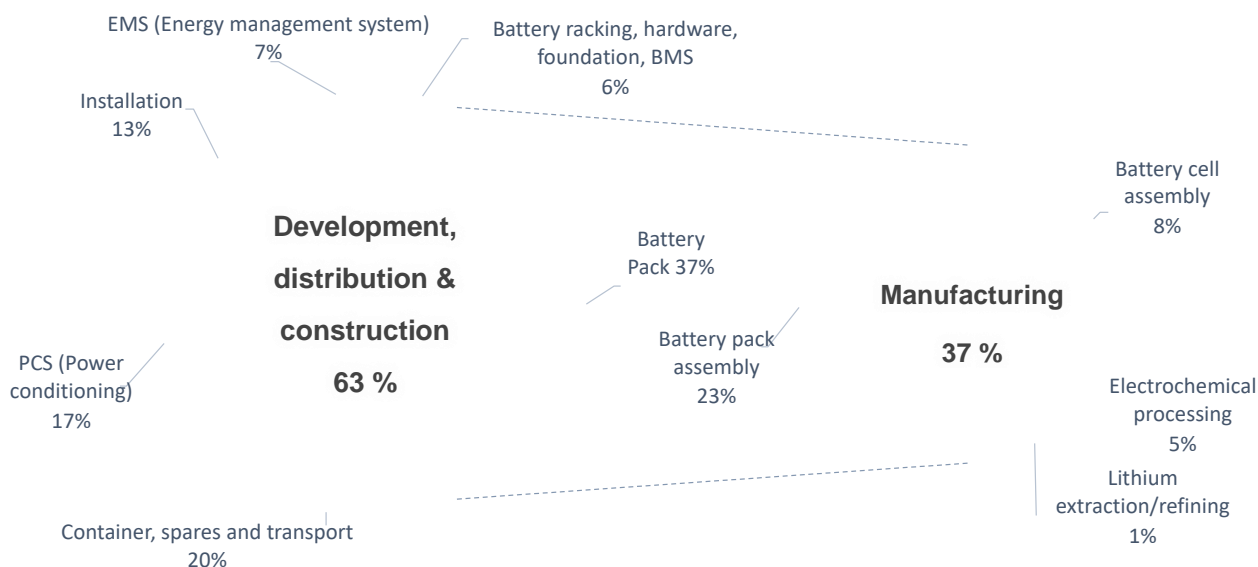 EMS (Energy management system)
7%
Battery racking, hardware,
foundation, BMS
6%
Installation
13%
Battery cell
assembly
8%
Development,
distribution &
construction
63 %
Battery
Pack 37%
Manufacturing
37 %
Battery pack
assembly
23%
PCS (Power
conditioning)
17%
Electrochemical
processing
5%
Lithium
extraction/refining
1%
Container, spares and transport
20%